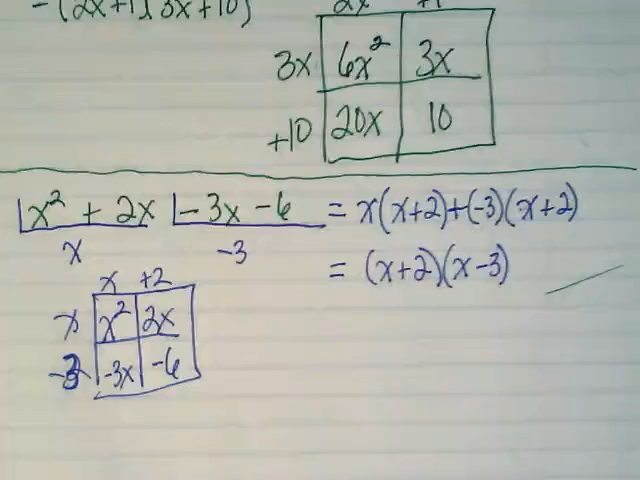 -(2x+1)(3x+10)
2x +1
3x 6x² 3x
+10 20x 10
x² + 2x - 3x - 6 = x(x+2)+(-3)(x+2)
x -3
= (x+2)(x-3)
x +2
x x² 2x
-3 -3x -6